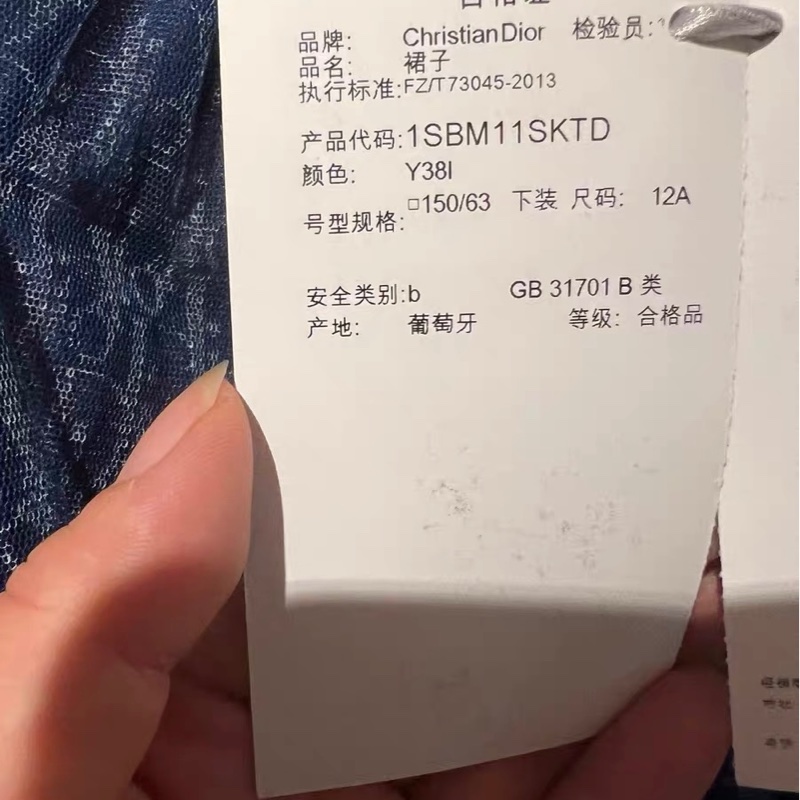 品牌: Christian Dior 检验员:
品名: 裙子
执行标准:FZ/T73045-2013
产品代码:1SBM11SKTD
颜色: Y38I
号型规格: □150/63 下装 尺码: 12A
安全类别:b GB 31701 B 类
产地: 葡萄牙 等级: 合格品